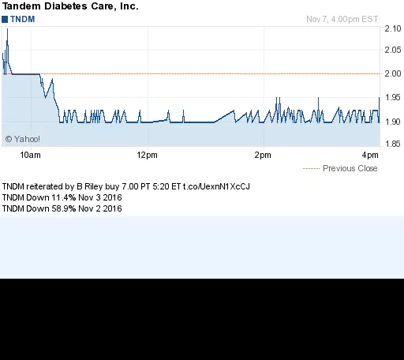 Tandem Diabetes Care, Inc.
TNDM
Nov 7, 4:00pm EST
2.10
2.05
2.00
1.95
1.90
1.85
© Yahoo!
10am 12pm 2pm 4pm
Previous Close
TNDM reiterated by B Riley buy 7.00 PT 5:20 ET t.co/UexnN1XcCJ
TNDM Down 11.4% Nov 3 2016
TNDM Down 58.9% Nov 2 2016